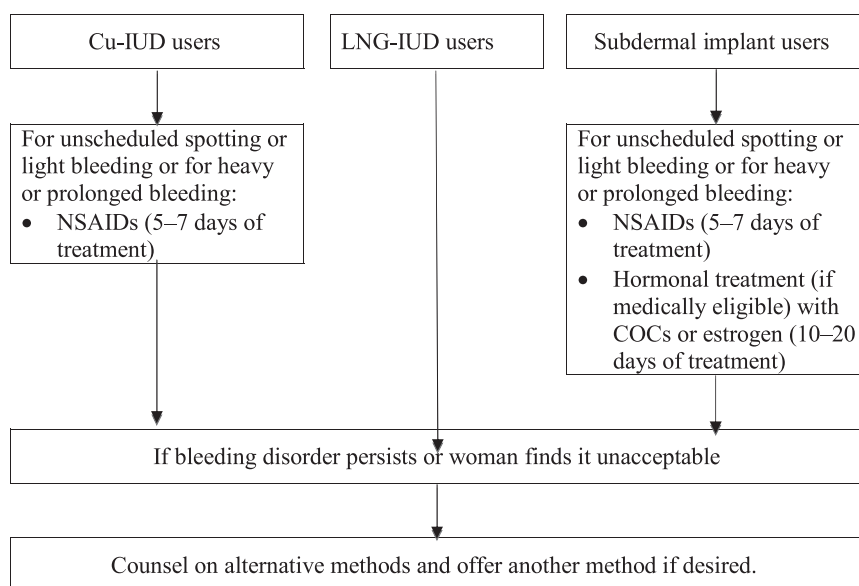 Cu-IUD users
LNG-IUD users
Subdermal implant users
For unscheduled spotting or
light bleeding or for heavy
or prolonged bleeding:
• NSAIDs (5–7 days of
treatment)
For unscheduled spotting or
light bleeding or for heavy
or prolonged bleeding:
• NSAIDs (5–7 days of
treatment)
• Hormonal treatment (if
medically eligible) with
COCs or estrogen (10–20
days of treatment)
If bleeding disorder persists or woman finds it unacceptable
Counsel on alternative methods and offer another method if desired.